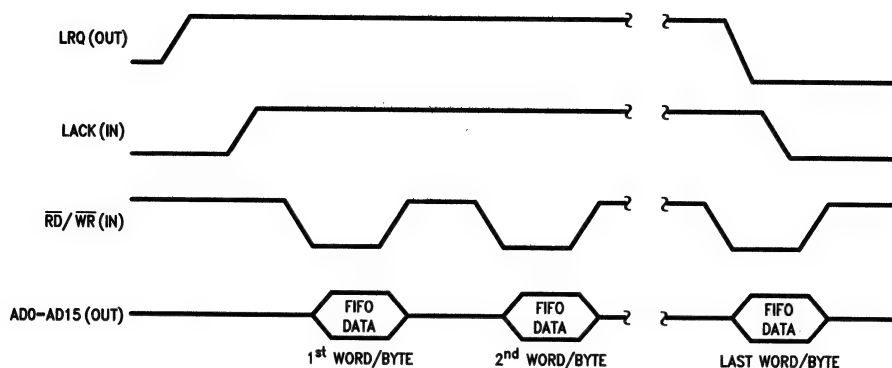 LRQ (OUT)
LACK (IN)
RD/WR (IN)
AD0-AD15 (OUT)
FIFO
DATA
FIFO
DATA
FIFO
DATA
1st WORD/BYTE
2nd WORD/BYTE
LAST WORD/BYTE